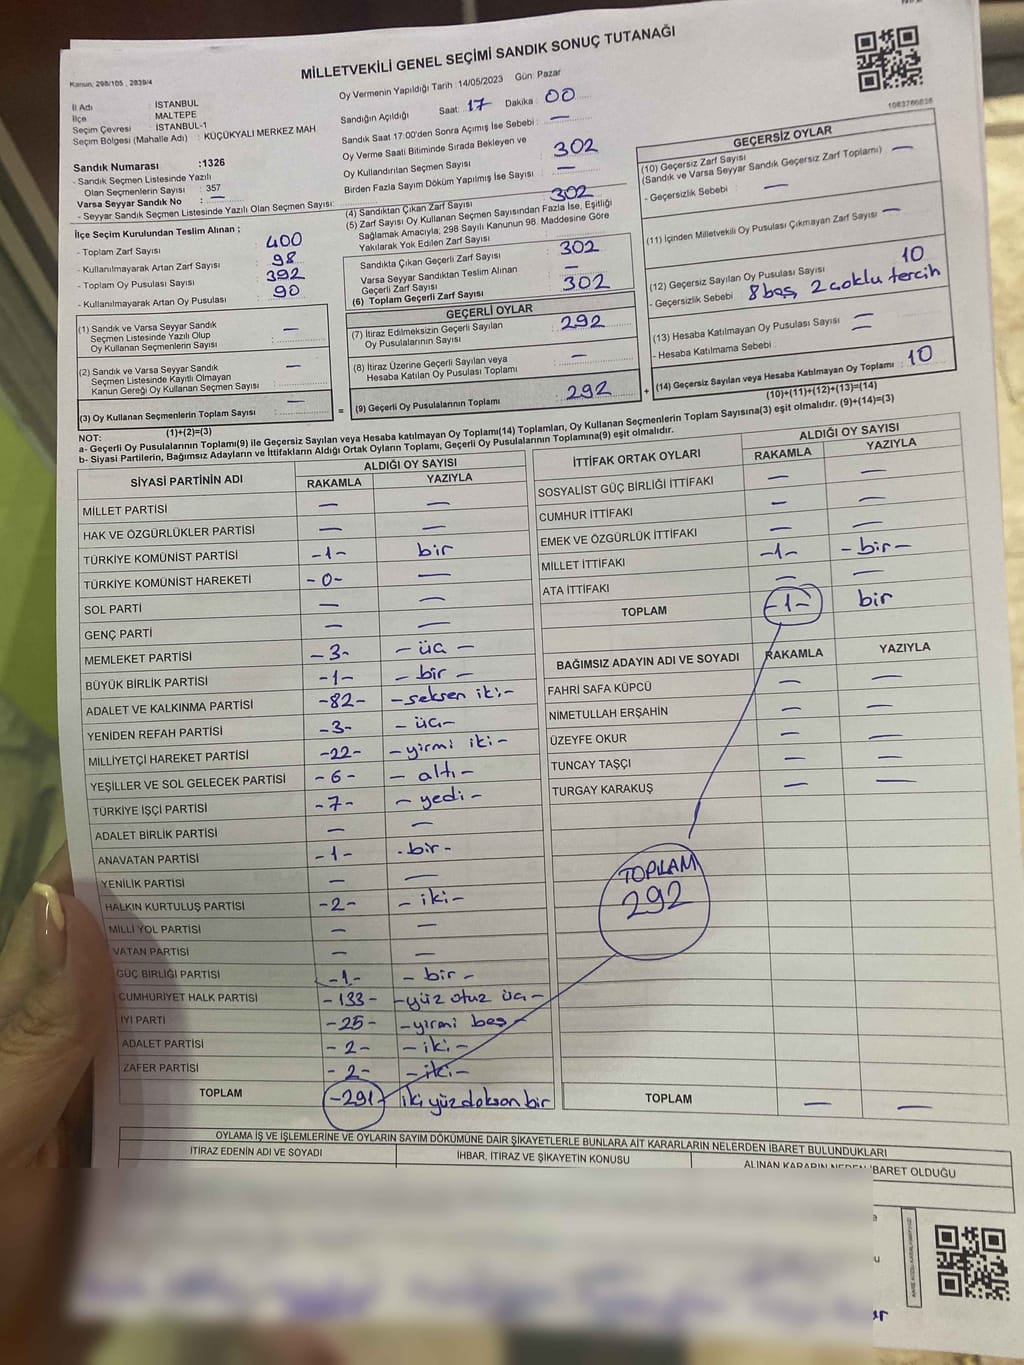 MİLLETVEKİLİ GENEL SEÇİMİ SANDIK SONUÇ TUTANAĞI
Kanun, 298/105 , 2839/4
Oy Vermenin Yapıldığı Tarih : 14/05/2023 Gün: Pazar
1083786838
İl Adı : İSTANBUL
İlçe : MALTEPE
Seçim Çevresi : İSTANBUL-1
Seçim Bölgesi (Mahalle Adı) : KÜÇÜKYALI MERKEZ MAH
Sandık Numarası :1326
- Sandık Seçmen Listesinde Yazılı
Olan Seçmenlerin Sayısı : 357
Varsa Seyyar Sandık No : —
- Seyyar Sandık Seçmen Listesinde Yazılı Olan Seçmen Sayısı:
İlçe Seçim Kurulundan Teslim Alınan ;
- Toplam Zarf Sayısı : 400
- Kullanılmayarak Artan Zarf Sayısı : 98
- Toplam Oy Pusulası Sayısı : 392
- Kullanılmayarak Artan Oy Pusulası : 90
(1) Sandık ve Varsa Seyyar Sandık
Seçmen Listesinde Yazılı Olup
Oy Kullanan Seçmenlerin Sayısı : —
(2) Sandık ve Varsa Seyyar Sandık
Seçmen Listesinde Kayıtlı Olmayan
Kanun Gereği Oy Kullanan Seçmen Sayısı : —
(3) Oy Kullanan Seçmenlerin Toplam Sayısı : —
(1)+(2)=(3)
Sandığın Açıldığı Saat: 17 Dakika : 00
Sandık Saat 17:00'den Sonra Açımış İse Sebebi : —
Oy Verme Saati Bitiminde Sırada Bekleyen ve
Oy Kullandırılan Seçmen Sayısı : 302
Birden Fazla Sayım Döküm Yapılmış İse Sayısı : —
(4) Sandıktan Çıkan Zarf Sayısı : 302
(5) Zarf Sayısı Oy Kullanan Seçmen Sayısından Fazla İse, Eşitliği
Sağlamak Amacıyla, 298 Sayılı Kanunun 98. Maddesine Göre
Yakılarak Yok Edilen Zarf Sayısı :
Sandıkta Çıkan Geçerli Zarf Sayısı : 302
Varsa Seyyar Sandıktan Teslim Alınan
Geçerli Zarf Sayısı : —
(6) Toplam Geçerli Zarf Sayısı : 302
GEÇERLİ OYLAR
(7) İtiraz Edilmeksizin Geçerli Sayılan
Oy Pusulalarının Sayısı : 292
(8) İtiraz Üzerine Geçerli Sayılan veya
Hesaba Katılan Oy Pusulası Toplamı : —
= (9) Geçerli Oy Pusulalarının Toplamı : 292 +
GEÇERSİZ OYLAR
(10) Geçersiz Zarf Sayısı
(Sandık ve Varsa Seyyar Sandık Geçersiz Zarf Toplamı) : —
- Geçersizlik Sebebi : —
(11) İçinden Milletvekili Oy Pusulası Çıkmayan Zarf Sayısı : —
(12) Geçersiz Sayılan Oy Pusulası Sayısı : 10
- Geçersizlik Sebebi : 8 boş 2 çoklu tercih
(13) Hesaba Katılmayan Oy Pusulası Sayısı : —
- Hesaba Katılmama Sebebi : —
(14) Geçersiz Sayılan veya Hesaba Katılmayan Oy Toplamı : 10
(10)+(11)+(12)+(13)=(14)
NOT:
a- Geçerli Oy Pusulalarının Toplamı(9) ile Geçersiz Sayılan veya Hesaba katılmayan Oy Toplamı(14) Toplamları, Oy Kullanan Seçmenlerin Toplam Sayısına(3) eşit olmalıdır. (9)+(14)=(3)
b- Siyasi Partilerin, Bağımsız Adayların ve İttifakların Aldığı Ortak Oyların Toplamı, Geçerli Oy Pusulalarının Toplamına(9) eşit olmalıdır.
SİYASİ PARTİNİN ADI ALDIĞI OY SAYISI
RAKAMLA YAZIYLA
MİLLET PARTİSİ — —
HAK VE ÖZGÜRLÜKLER PARTİSİ — —
TÜRKİYE KOMÜNİST PARTİSİ -1- bir
TÜRKİYE KOMÜNİST HAREKETİ -0- —
SOL PARTİ — —
GENÇ PARTİ — —
MEMLEKET PARTİSİ -3- - üç -
BÜYÜK BİRLİK PARTİSİ -1- - bir -
ADALET VE KALKINMA PARTİSİ -82- -seksen iki-
YENİDEN REFAH PARTİSİ -3- - üç-
MİLLİYETÇİ HAREKET PARTİSİ -22- -yirmi iki-
YEŞİLLER VE SOL GELECEK PARTİSİ -6- - altı -
TÜRKİYE İŞÇİ PARTİSİ -7- - yedi -
ADALET BİRLİK PARTİSİ — —
ANAVATAN PARTİSİ -1- - bir-
YENİLİK PARTİSİ — —
HALKIN KURTULUŞ PARTİSİ -2- - iki-
MİLLİ YOL PARTİSİ — —
VATAN PARTİSİ — —
GÜÇ BİRLİĞİ PARTİSİ -1- - bir -
CUMHURİYET HALK PARTİSİ -133- -yüz otuz üç-
İYİ PARTİ -25- -yirmi beş-
ADALET PARTİSİ -2- -iki-
ZAFER PARTİSİ -2- -iki-
TOPLAM -291- iki yüz doksan bir
İTTİFAK ORTAK OYLARI ALDIĞI OY SAYISI
RAKAMLA YAZIYLA
SOSYALİST GÜÇ BİRLİĞİ İTTİFAKI — —
CUMHUR İTTİFAKI — —
EMEK VE ÖZGÜRLÜK İTTİFAKI — —
MİLLET İTTİFAKI -1- - bir -
ATA İTTİFAKI — —
TOPLAM -1- bir
BAĞIMSIZ ADAYIN ADI VE SOYADI RAKAMLA YAZIYLA
FAHRİ SAFA KÜPCÜ — —
NİMETULLAH ERŞAHİN — —
ÜZEYFE OKUR — —
TUNCAY TAŞÇI — —
TURGAY KARAKUŞ — —
TOPLAM
292
TOPLAM — —
OYLAMA İŞ VE İŞLEMLERİNE VE OYLARIN SAYIM DÖKÜMÜNE DAİR ŞİKAYETLERLE BUNLARA AİT KARARLARIN NELERDEN İBARET BULUNDUKLARI
İTİRAZ EDENİN ADI VE SOYADI İHBAR, İTİRAZ VE ŞİKAYETİN KONUSU ALINAN KARARIN NEDEN İBARET OLDUĞU